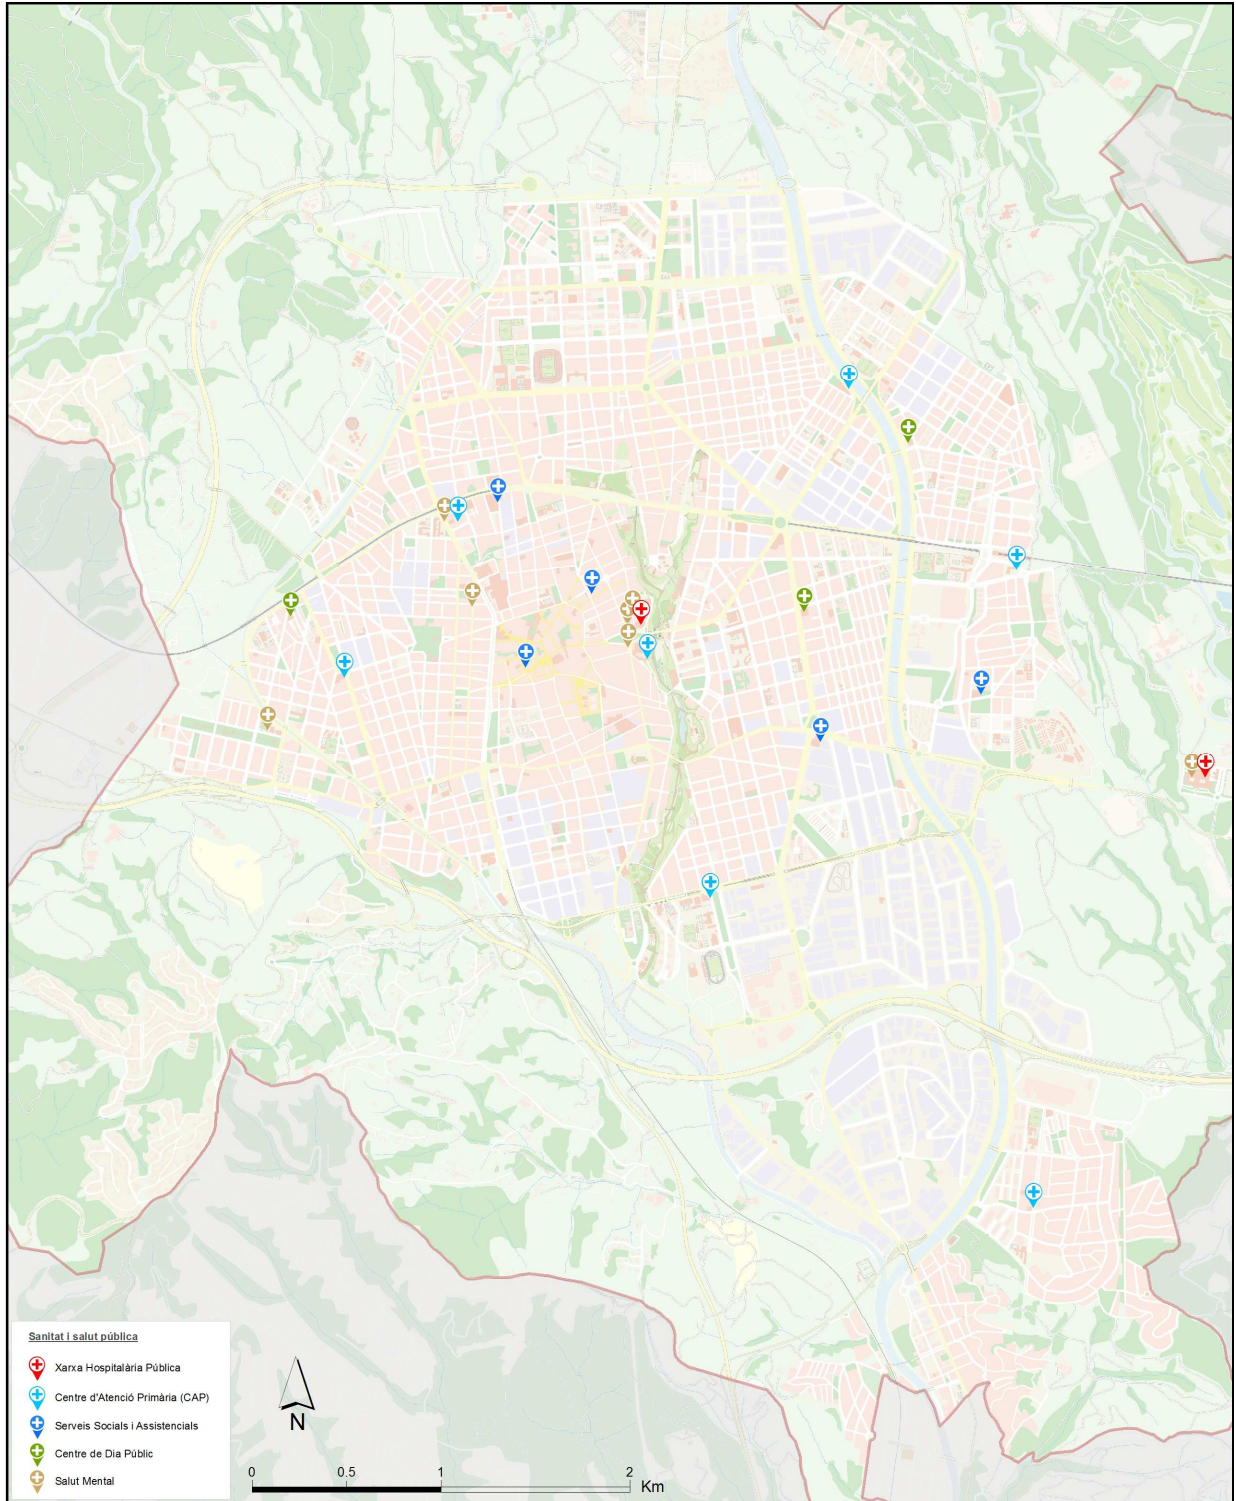 Sanitat i salut pública
Xarxa Hospitalària Pública
Centre d'Atenció Primària (CAP)
Serveis Socials i Assistencials
Centre de Dia Públic
Salut Mental
N
0 0.5 1 2 Km